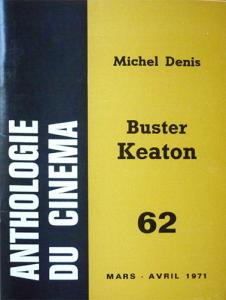 ANTHOLOGIE
DU CINEMA
Michel Denis
Buster
Keaton
62
MARS - AVRIL 1971